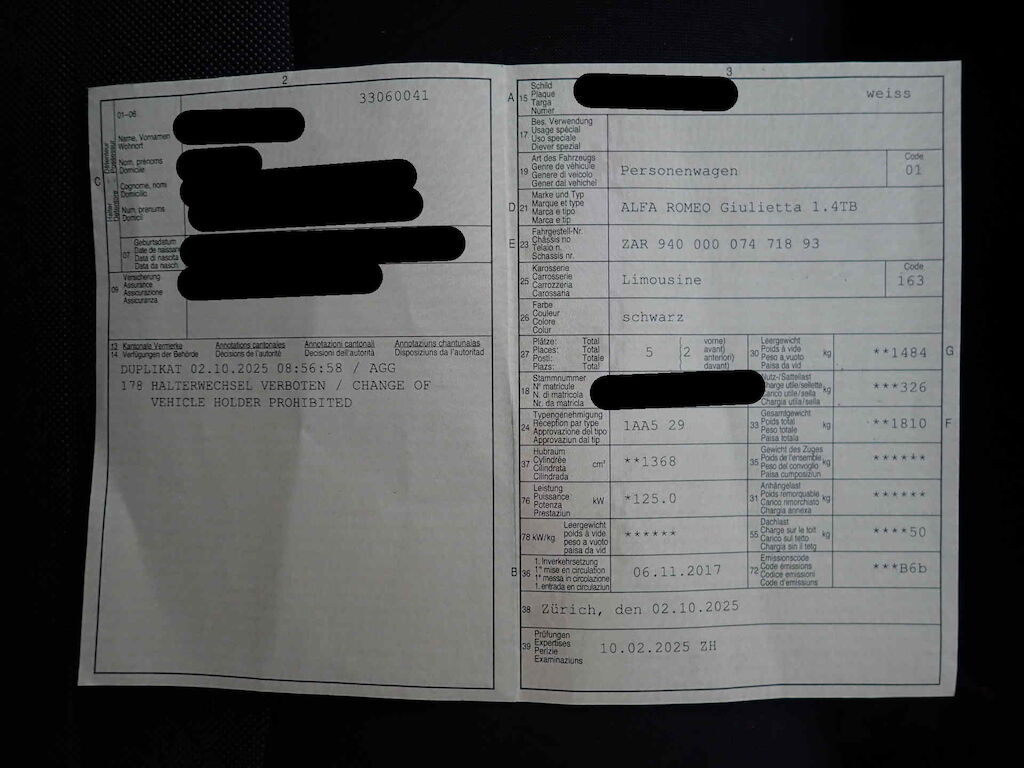 2
33060041
01–06
Name, Vornamen
Wohnort
Nom, prénoms
Domicile
Cognome, nomi
Domicilio
Num, prenums
Domicil
C
07
Geburtsdatum
Date de naissance
Data di nascita
Data da nasch.
09
Versicherung
Assurance
Assicurazione
Assicuranza
13 Kantonale Vermerke Annotations cantonales Annotazioni cantonali Annotaziuns chantunalas
14 Verfügungen der Behörde Décisions de l'autorité Decisioni dell'autorità Disposiziuns da l'autoritad
DUPLIKAT 02.10.2025 08:56:58 / AGG
178 HALTERWECHSEL VERBOTEN / CHANGE OF
VEHICLE HOLDER PROHIBITED
3
A 15
Schild
Plaque
Targa
Numer
weiss
17
Bes. Verwendung
Usage spécial
Uso speciale
Diever spezial
19
Art des Fahrzeugs
Genre de véhicule
Genere di veicolo
Gener dal vehichel
Personenwagen
Code
01
D 21
Marke und Typ
Marque et type
Marca e tipo
Marca e tip
ALFA ROMEO Giulietta 1.4TB
E 23
Fahrgestell-Nr.
Châssis no
Telaio n.
Schassis nr.
ZAR 940 000 074 718 93
25
Karosserie
Carrosserie
Carrozzeria
Carossaria
Limousine
Code
163
26
Farbe
Couleur
Colore
Colur
schwarz
27
Plätze: Total
Places: Total
Posti: Totale
Plazs: Total
5
(2
vorne)
avant)
anteriori)
davant)
30
Leergewicht
Poids à vide
Peso a vuoto
Paisa da vid
kg
**1484
G
18
Stammnummer
N° matricule
N. di matricola
Nr. da matricla
Nutz-/Sattellast
Charge utile/sellette
Carico utile/sella
Chargia utila/sella
kg
***326
24
Typengenehmigung
Réception par type
Approvazione del tipo
Approvaziun dal tip
1AA5 29
33
Gesamtgewicht
Poids total
Peso totale
Paisa totala
kg
**1810
F
37
Hubraum
Cylindrée
Cilindrata
Cilindrada
cm³
**1368
35
Gewicht des Zuges
Poids de l'ensemble
Peso del convoglio
Paisa cumposiziun
kg
******
76
Leistung
Puissance
Potenza
Prestaziun
kW
*125.0
31
Anhängelast
Poids remorquable
Carico rimorchiato
Chargia annexa
kg
******
78 kW/kg
Leergewicht
poids à vide
peso a vuoto
paisa da vid
******
55
Dachlast
Charge sur le toit
Carico sul tetto
Chargia sin il tetg
kg
****50
B 36
1. Inverkehrsetzung
1re mise en circulation
1a messa in circolazione
1. entrada en circulaziun
06.11.2017
72
Emissionscode
Code émissions
Codice emissioni
Code d'emissiuns
***B6b
38 Zürich, den 02.10.2025
39
Prüfungen
Expertises
Perizie
Examinaziuns
10.02.2025 ZH